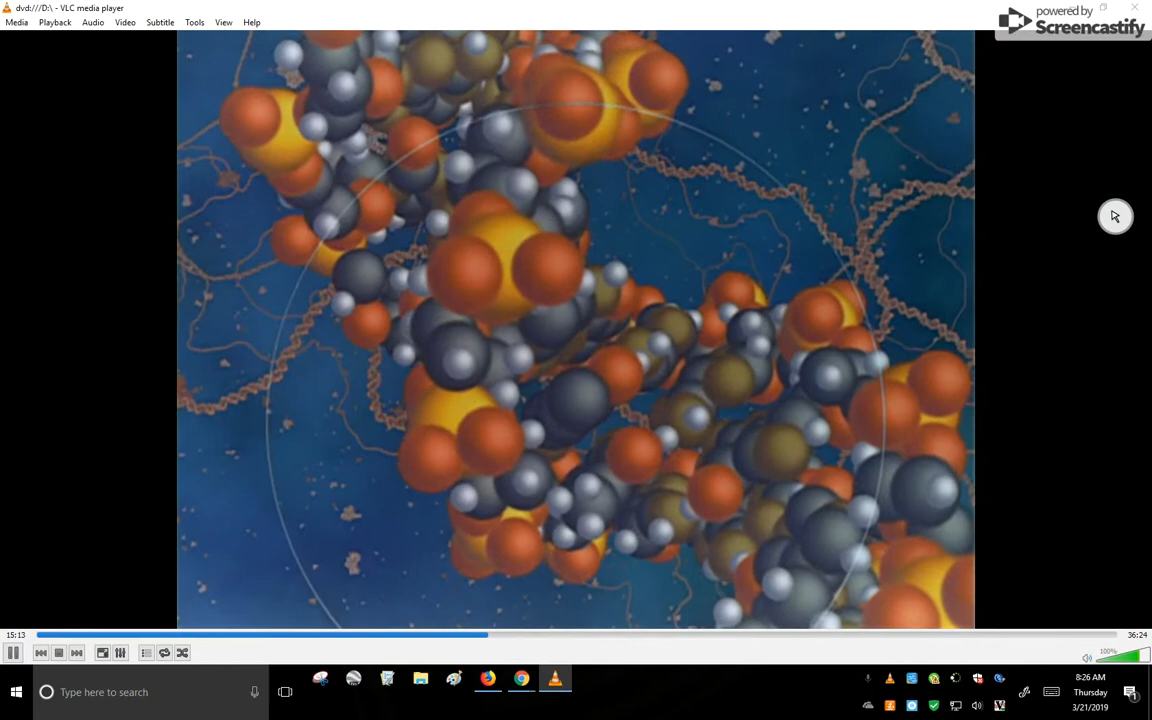 dvd:///D:\ - VLC media player
powered by
Screencastify
Media Playback Audio Video Subtitle Tools View Help
15:13
36:24
100%
Type here to search
8:26 AM
Thursday
3/21/2019
1